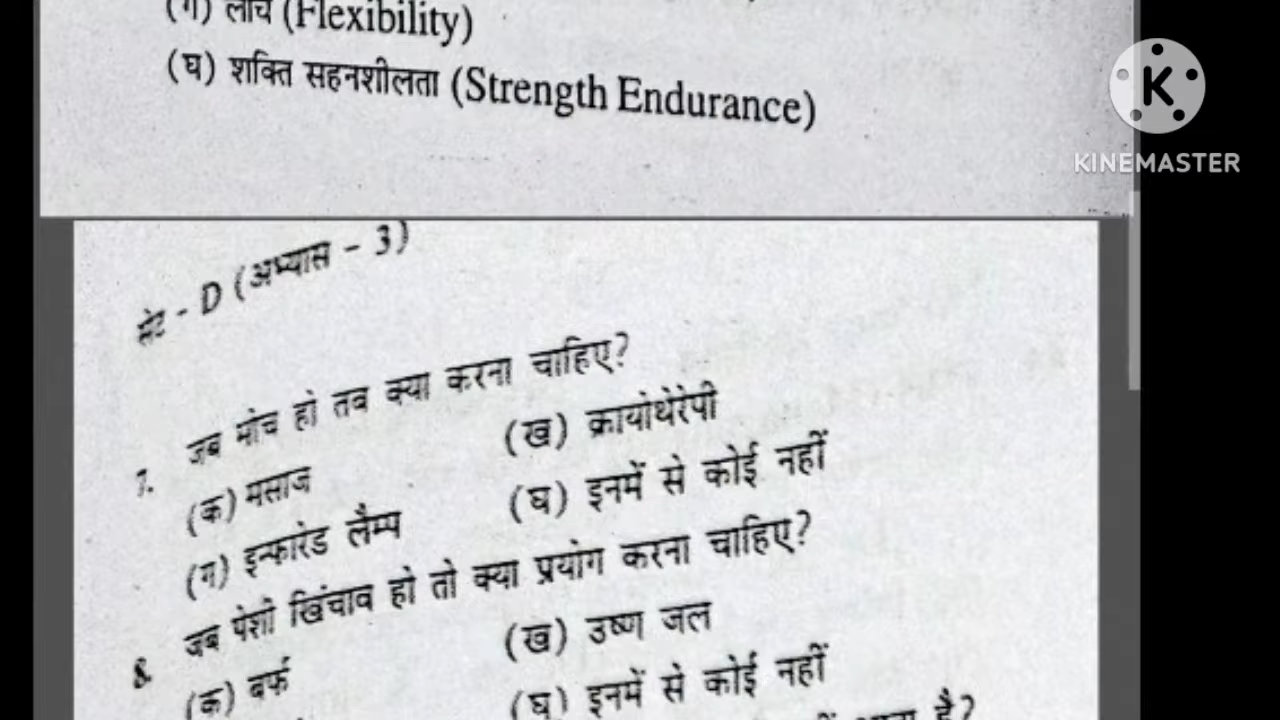 (ग) लोच (Flexibility)
(घ) शक्ति सहनशीलता (Strength Endurance)
K
KINEMASTER
सेट - D (अभ्यास - 3)
7. जब मोच हो तब क्या करना चाहिए?
(क) मसाज (ख) क्रायोथेरेपी
(ग) इन्फारेड लैम्प (घ) इनमें से कोई नहीं
8. जब पेशी खिंचाव हो तो क्या प्रयोग करना चाहिए?
(क) बर्फ (ख) उष्ण जल
(घ) इनमें से कोई नहीं
है?